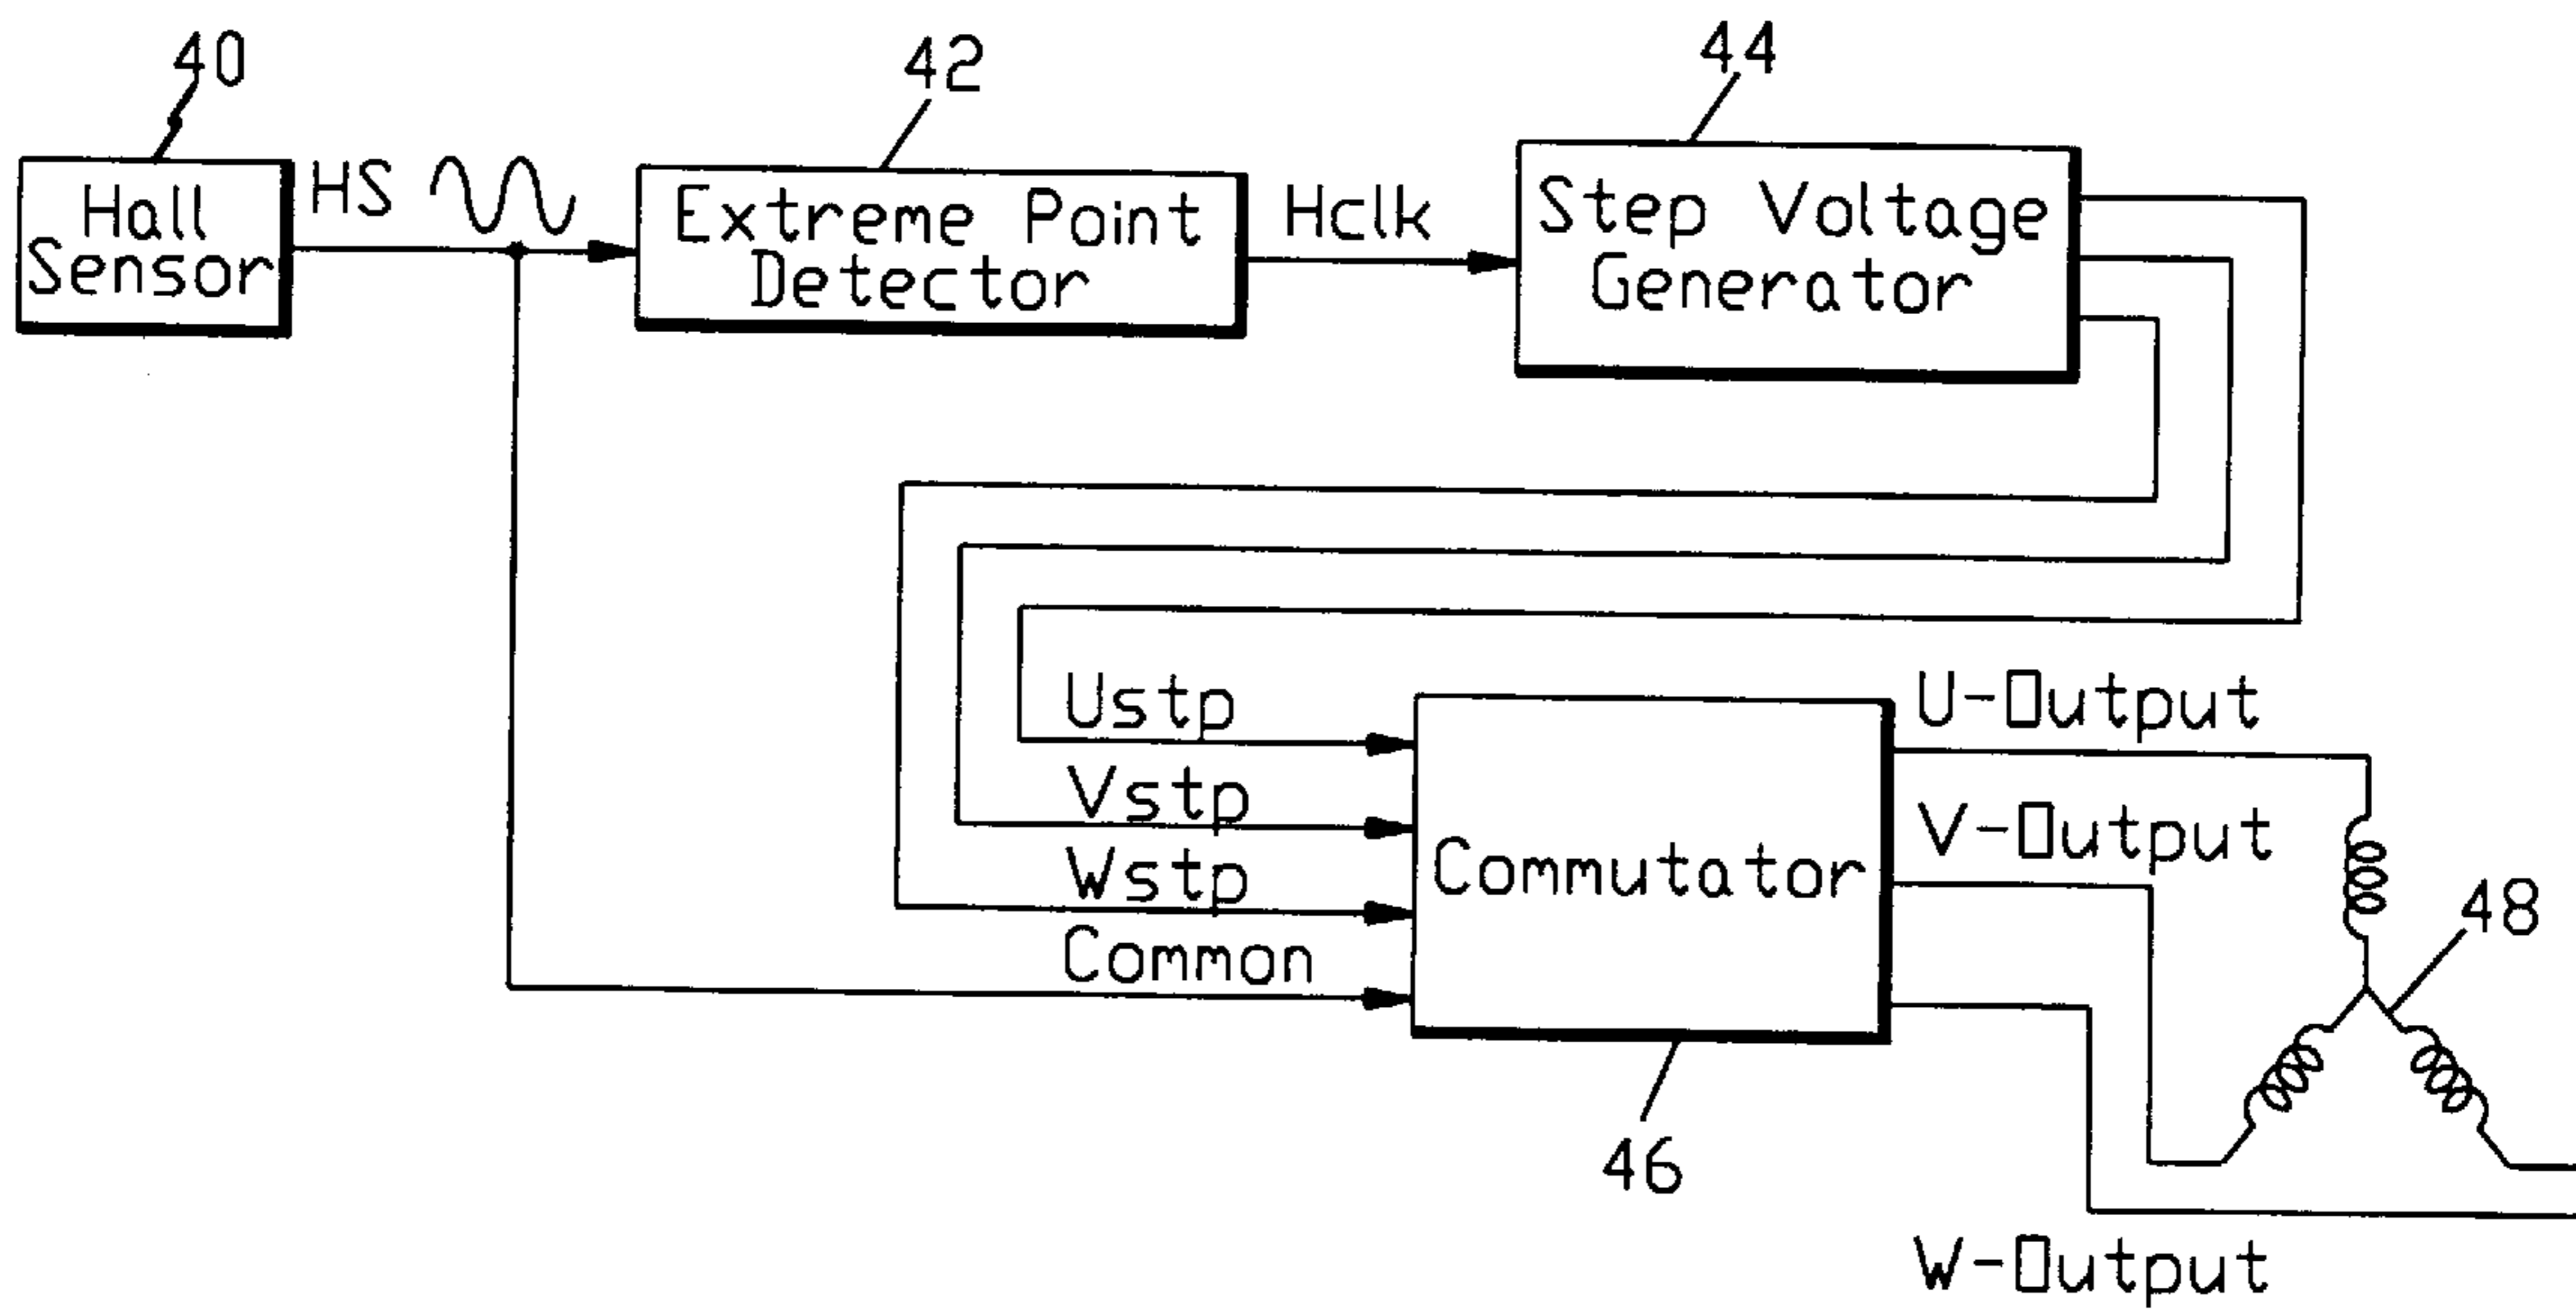 40
42
44
Hall
Sensor
HS
Extreme Point
Detector
Hclk
Step Voltage
Generator
Ustp
Vstp
Wstp
Common
Commutator
U-Output
V-Output
W-Output
46
48